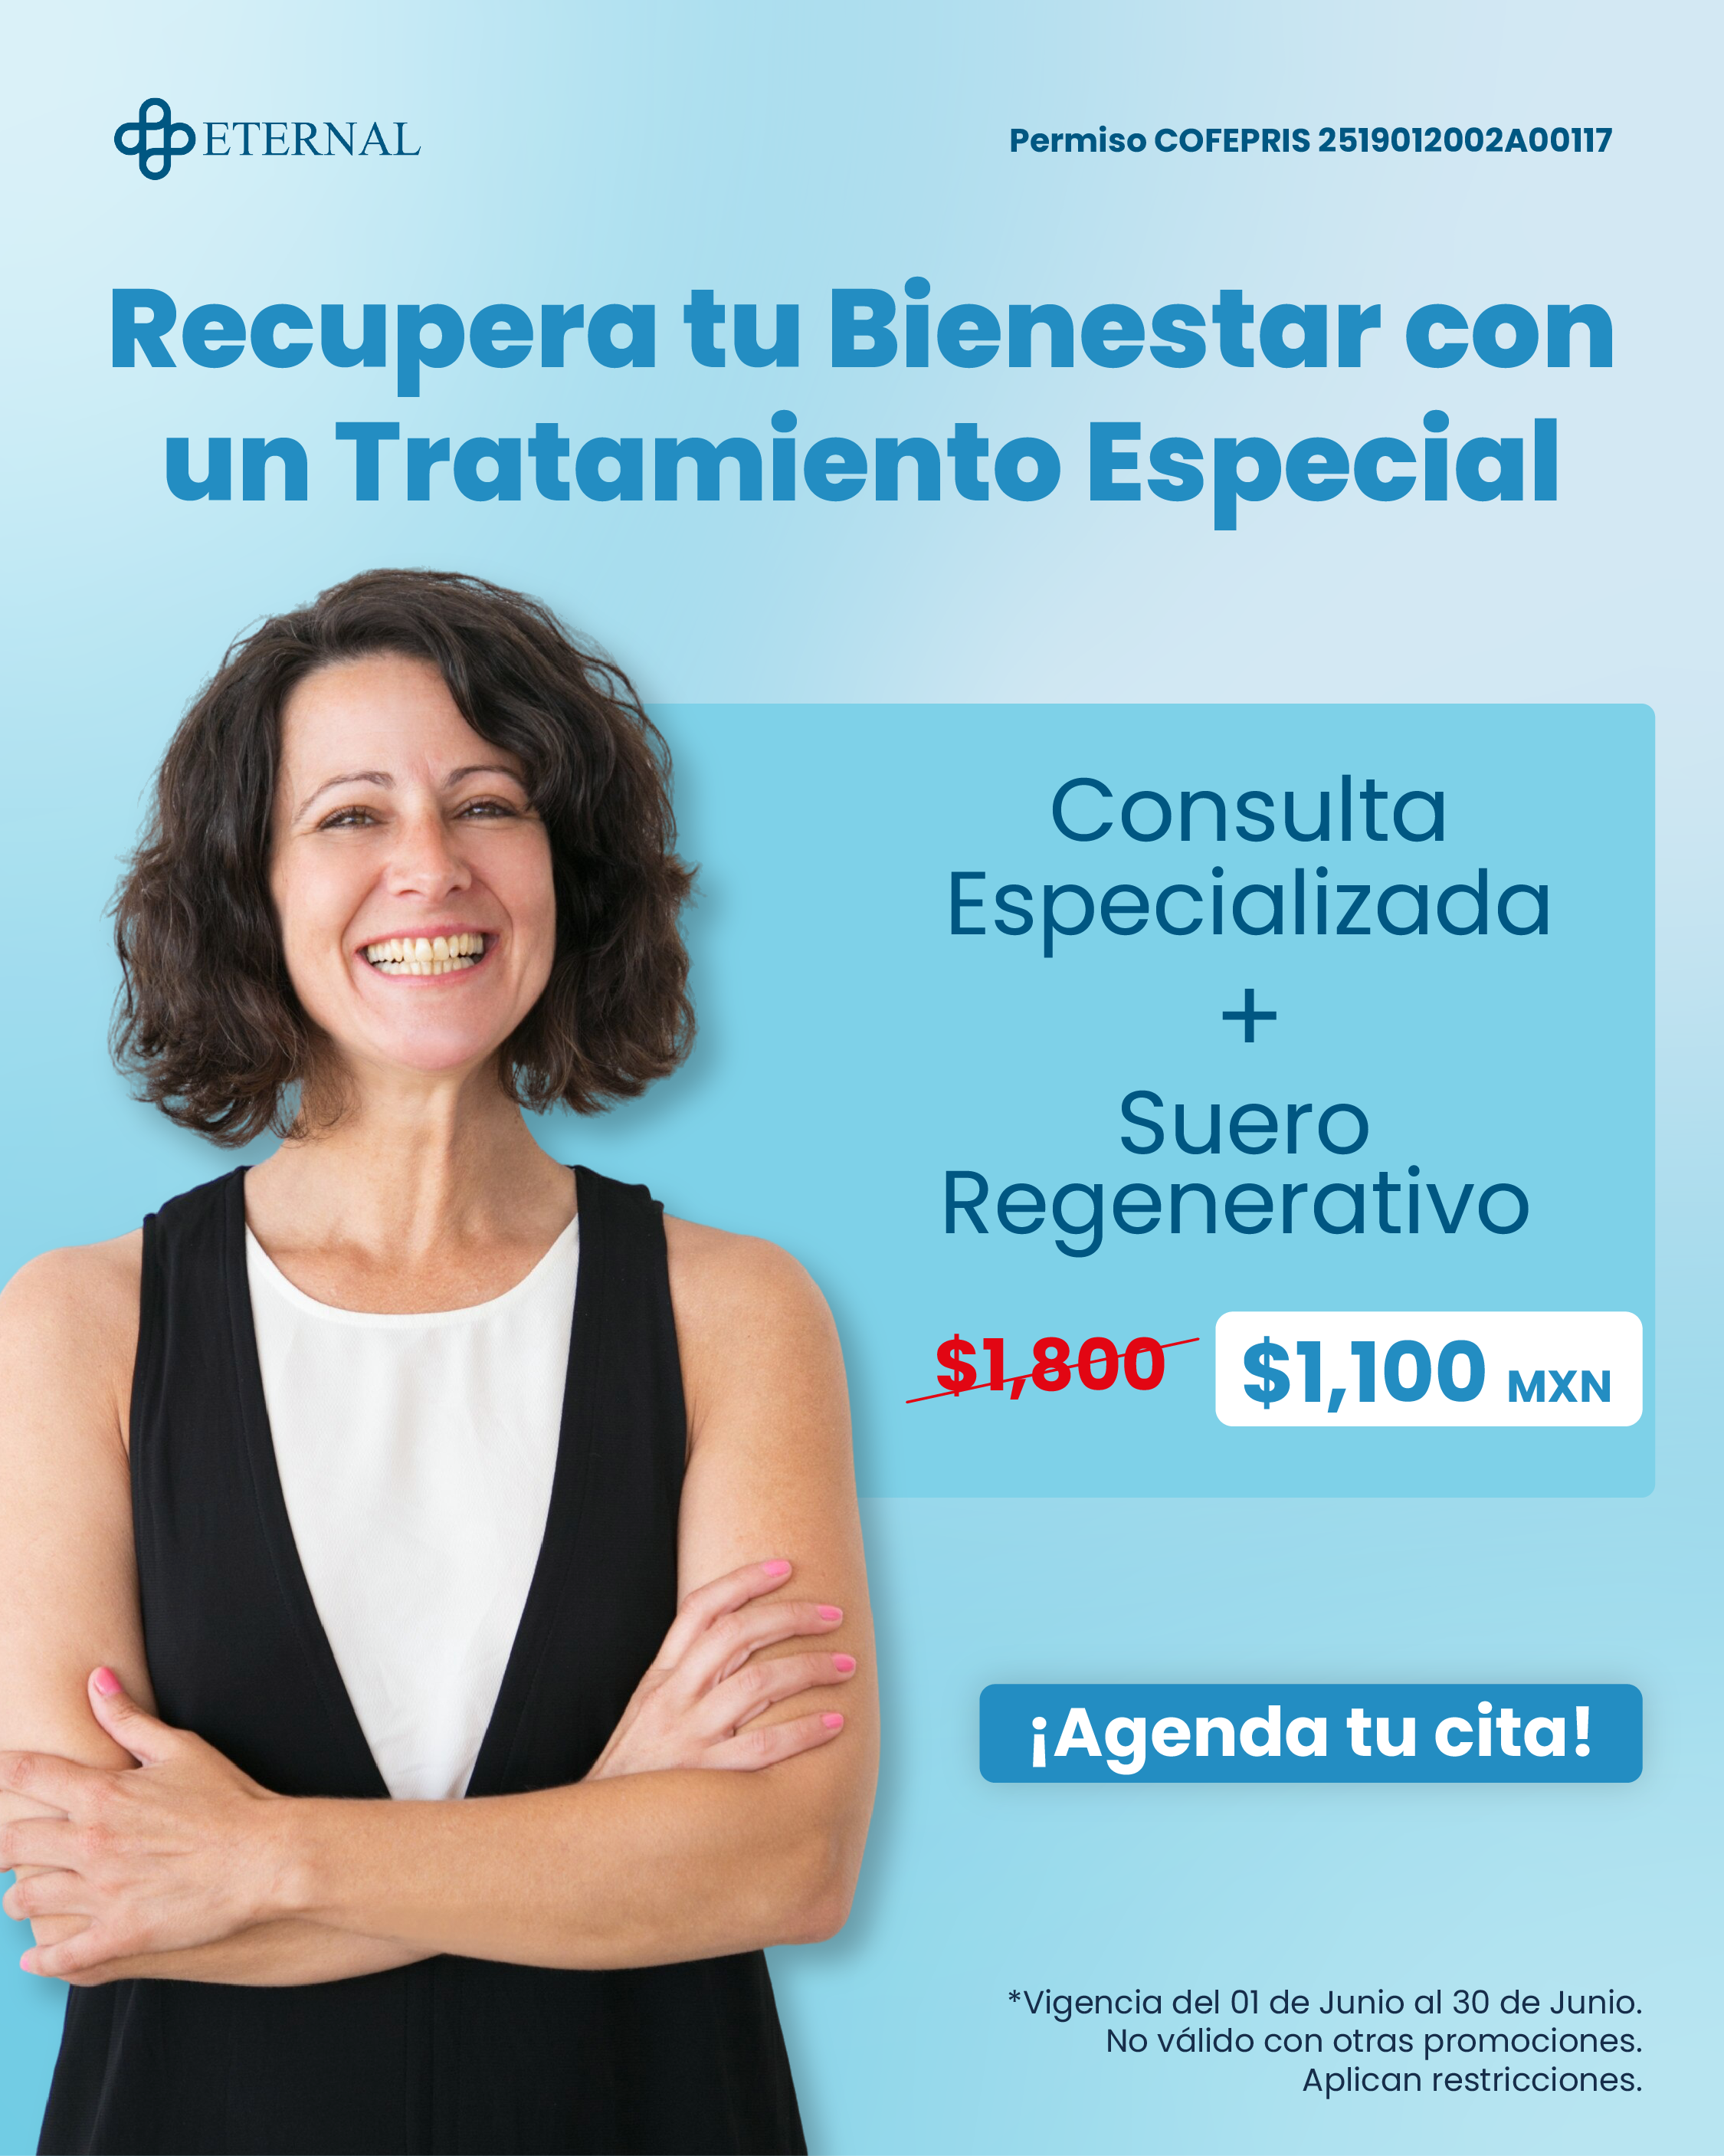 ETERNAL
Permiso COFEPRIS 2519012002A00117
Recupera tu Bienestar con
un Tratamiento Especial
Consulta
Especializada
+
Suero
Regenerativo
$1,800
$1,100 MXN
¡Agenda tu cita!
*Vigencia del 01 de Junio al 30 de Junio.
No válido con otras promociones.
Aplican restricciones.